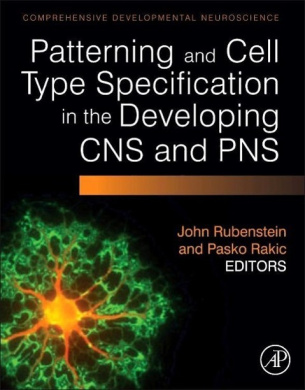 COMPREHENSIVE DEVELOPMENTAL NEUROSCIENCE
Patterning and Cell
Type Specification
in the Developing
CNS and PNS
John Rubenstein
and Pasko Rakic
EDITORS
AP